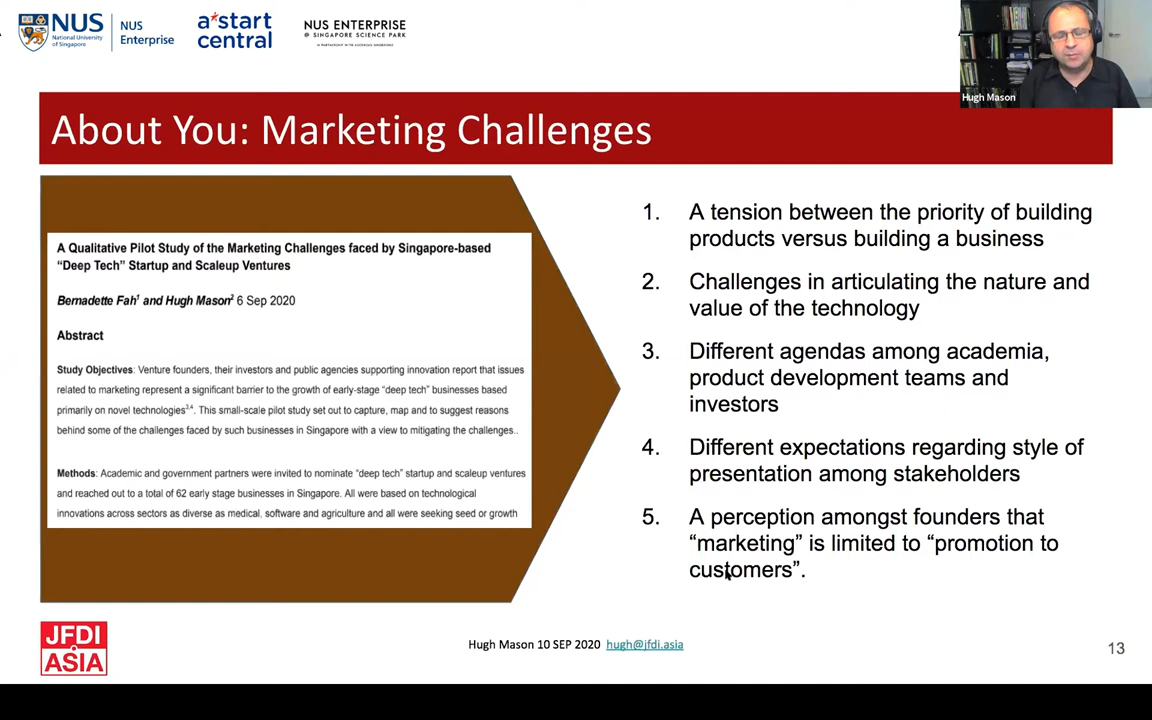 NUS
National University
of Singapore
NUS
Enterprise
a*start
central
NUS ENTERPRISE
@ SINGAPORE SCIENCE PARK
Hugh Mason
About You: Marketing Challenges
A Qualitative Pilot Study of the Marketing Challenges faced by Singapore-based
“Deep Tech” Startup and Scaleup Ventures
Bernadette Fah¹ and Hugh Mason² 6 Sep 2020
Abstract
Study Objectives: Venture founders, their investors and public agencies supporting innovation report that issues
related to marketing represent a significant barrier to the growth of early-stage “deep tech” businesses based
primarily on novel technologies³,⁴. This small-scale pilot study set out to capture, map and to suggest reasons
behind some of the challenges faced by such businesses in Singapore with a view to mitigating the challenges..
Methods: Academic and government partners were invited to nominate “deep tech” startup and scaleup ventures
and reached out to a total of 62 early stage businesses in Singapore. All were based on technological
innovations across sectors as diverse as medical, software and agriculture and all were seeking seed or growth
1. A tension between the priority of building
products versus building a business
2. Challenges in articulating the nature and
value of the technology
3. Different agendas among academia,
product development teams and
investors
4. Different expectations regarding style of
presentation among stakeholders
5. A perception amongst founders that
“marketing” is limited to “promotion to
customers”.
JFDI
ASIA
Hugh Mason 10 SEP 2020 hugh@jfdi.asia
13